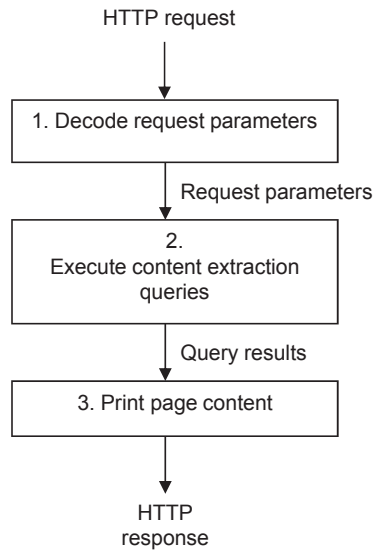 HTTP request
1. Decode request parameters
Request parameters
2.
Execute content extraction
queries
Query results
3. Print page content
HTTP
response